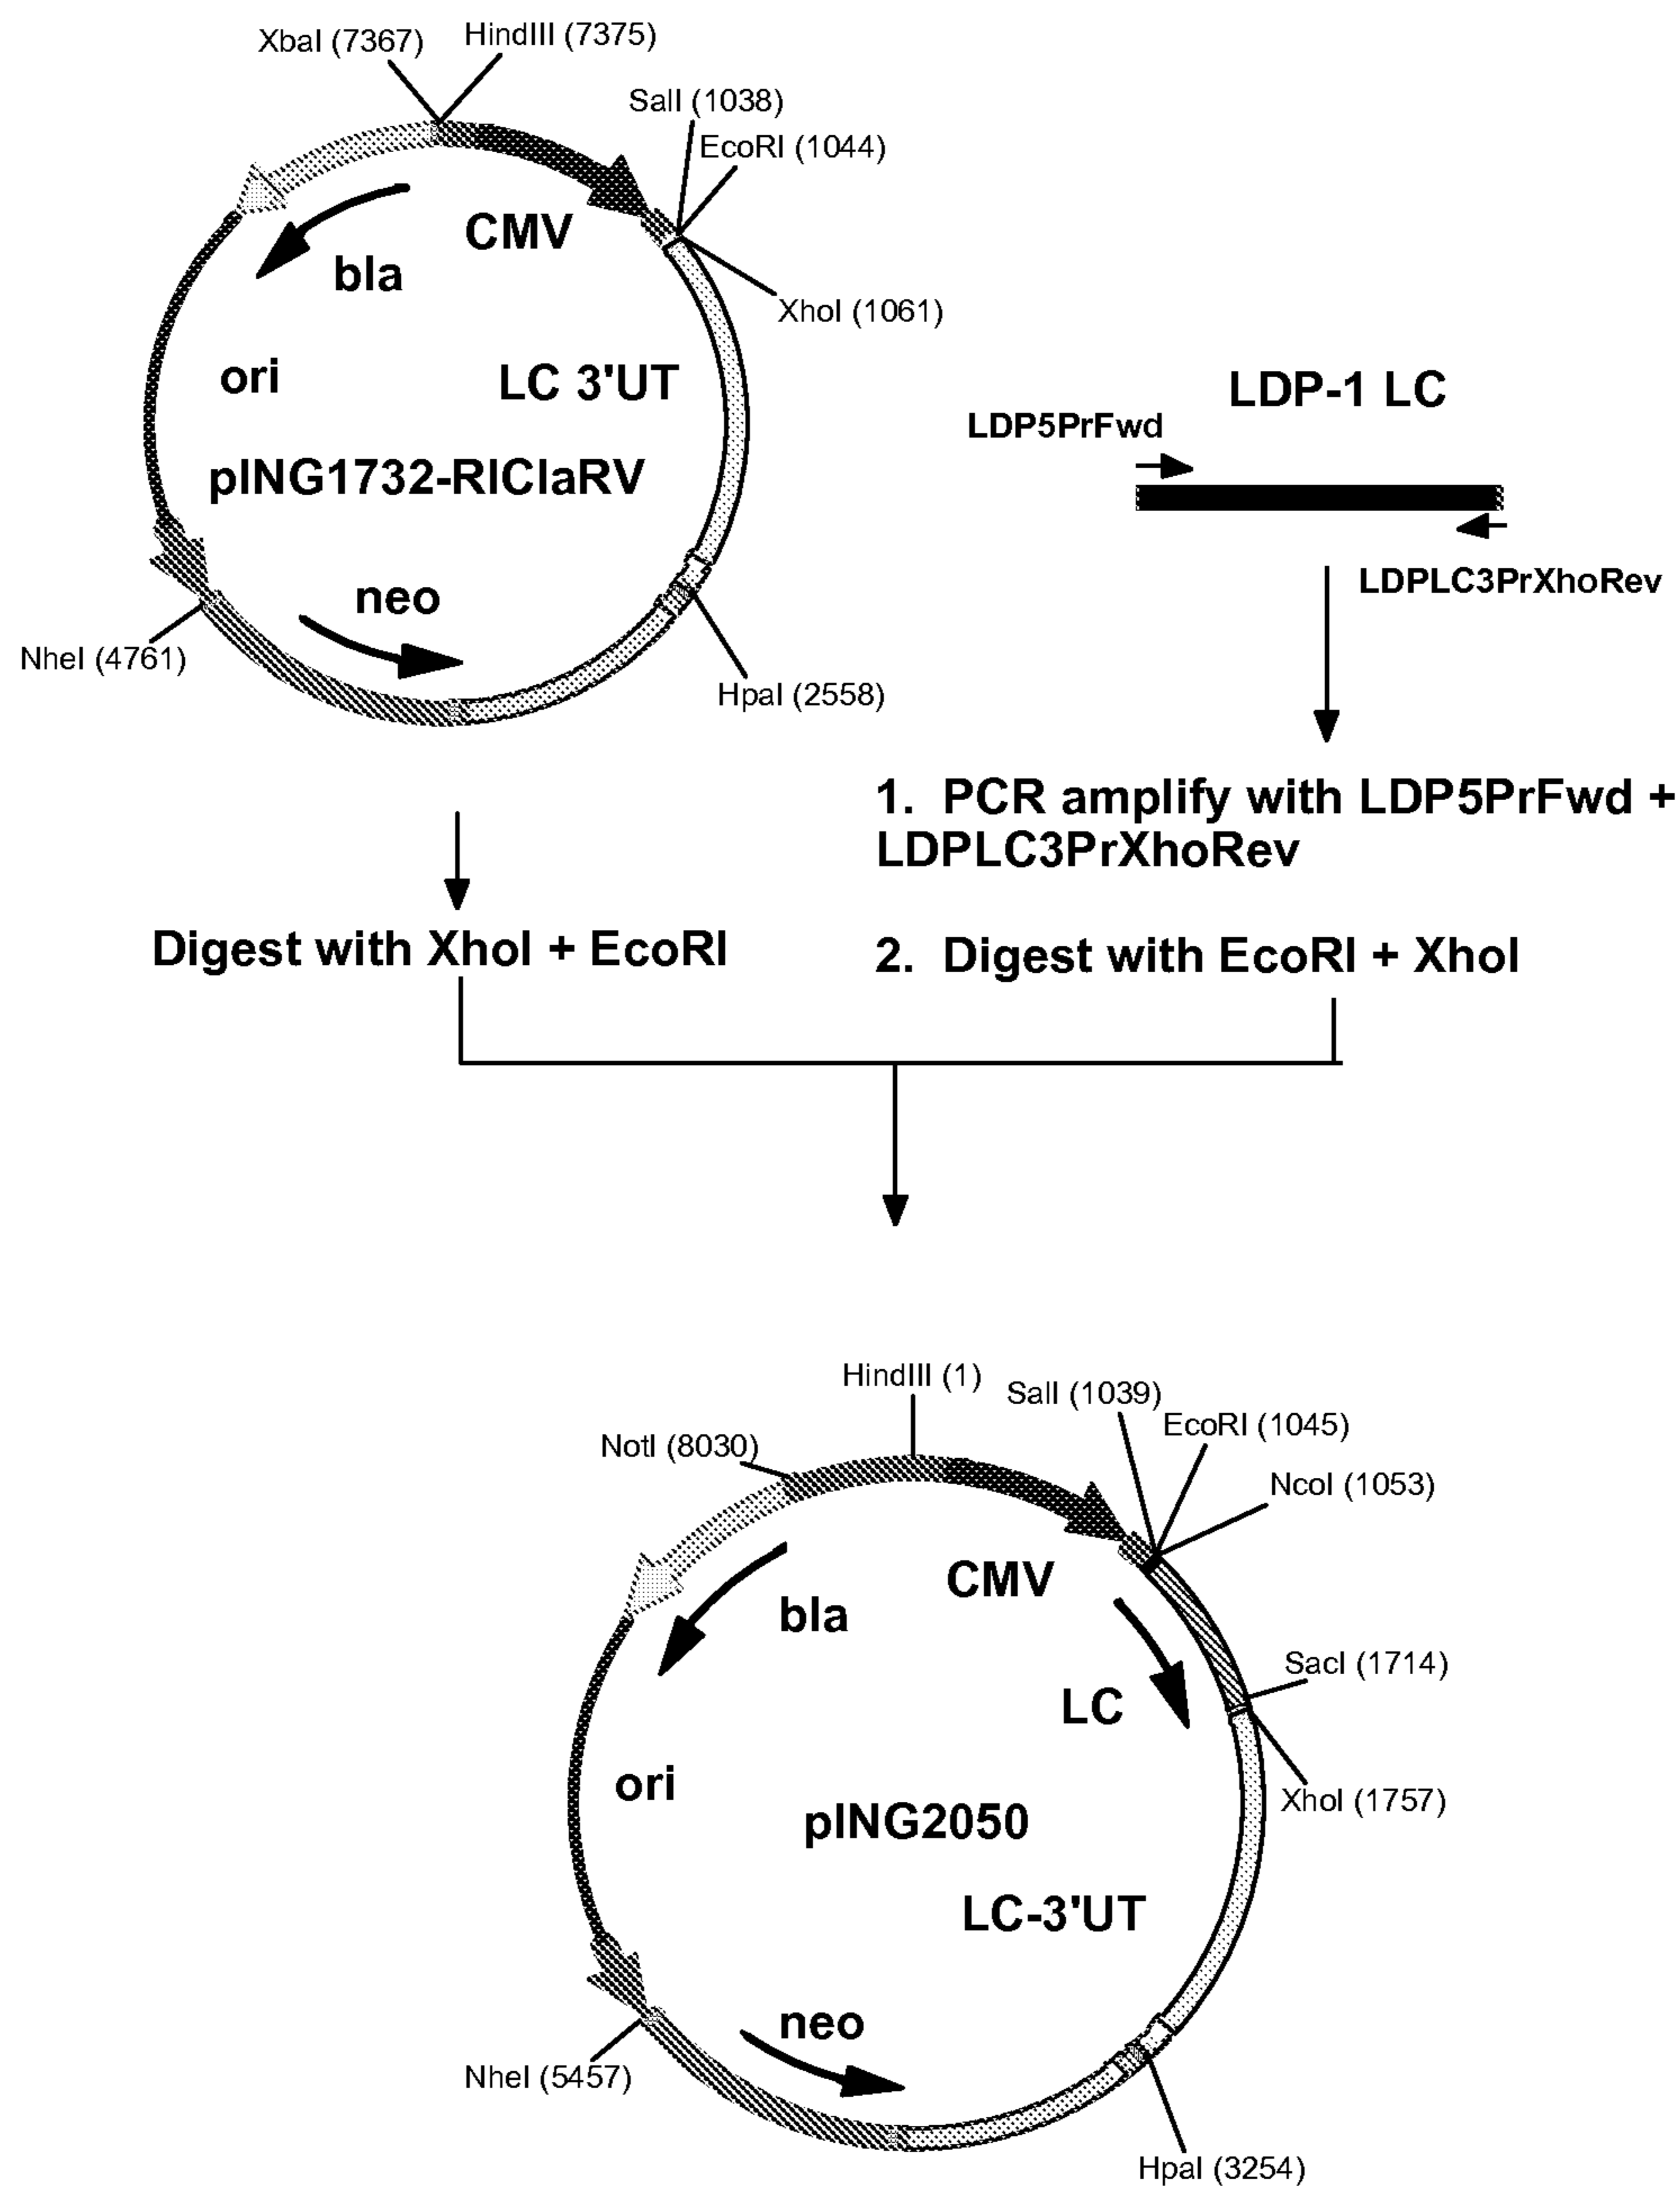 XbaI (7367)
HindIII (7375)
SalI (1038)
EcoRI (1044)
CMV
bla
XhoI (1061)
ori
LC 3'UT
LDP-1 LC
LDP5PrFwd
pING1732-RIClaRV
LDPLC3PrXhoRev
neo
NheI (4761)
HpaI (2558)
1. PCR amplify with LDP5PrFwd +
LDPLC3PrXhoRev
Digest with XhoI + EcoRI
2. Digest with EcoRI + XhoI
HindIII (1)
SalI (1039)
EcoRI (1045)
NotI (8030)
NcoI (1053)
CMV
bla
SacI (1714)
LC
ori
XhoI (1757)
pING2050
LC-3'UT
neo
NheI (5457)
HpaI (3254)